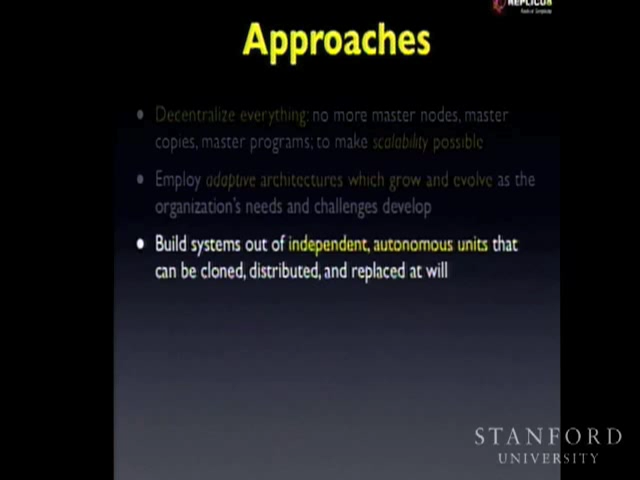 REPLICUS
Approaches
• Decentralize everything: no more master nodes, master
copies, master programs; to make scalability possible
• Employ adaptive architectures which grow and evolve as the
organization's needs and challenges develop
• Build systems out of independent, autonomous units that
can be cloned, distributed, and replaced at will
STANFORD
UNIVERSITY